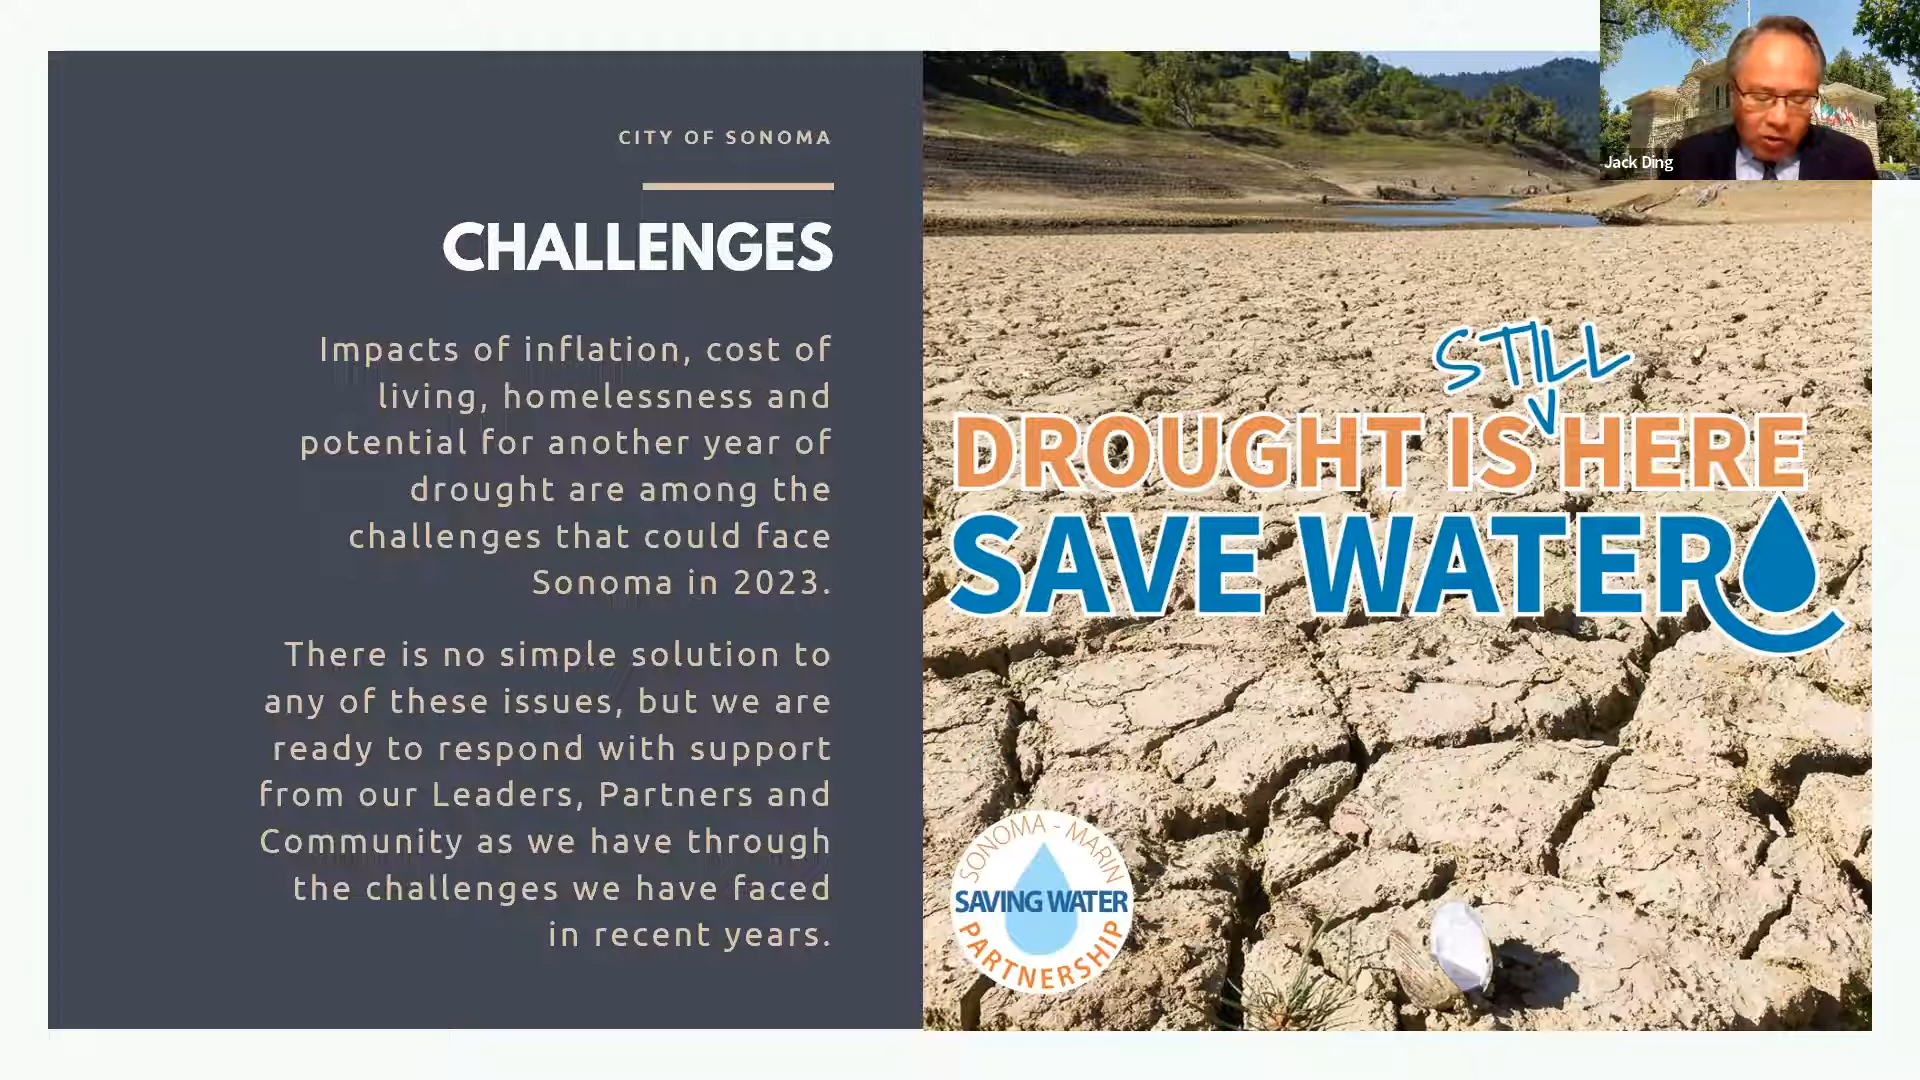 CITY OF SONOMA
CHALLENGES
Impacts of inflation, cost of
living, homelessness and
potential for another year of
drought are among the
challenges that could face
Sonoma in 2023.
There is no simple solution to
any of these issues, but we are
ready to respond with support
from our Leaders, Partners and
Community as we have through
the challenges we have faced
in recent years.
Jack Ding
STILL
DROUGHT IS HERE
SAVE WATER
SONOMA - MARIN
SAVING WATER
PARTNERSHIP